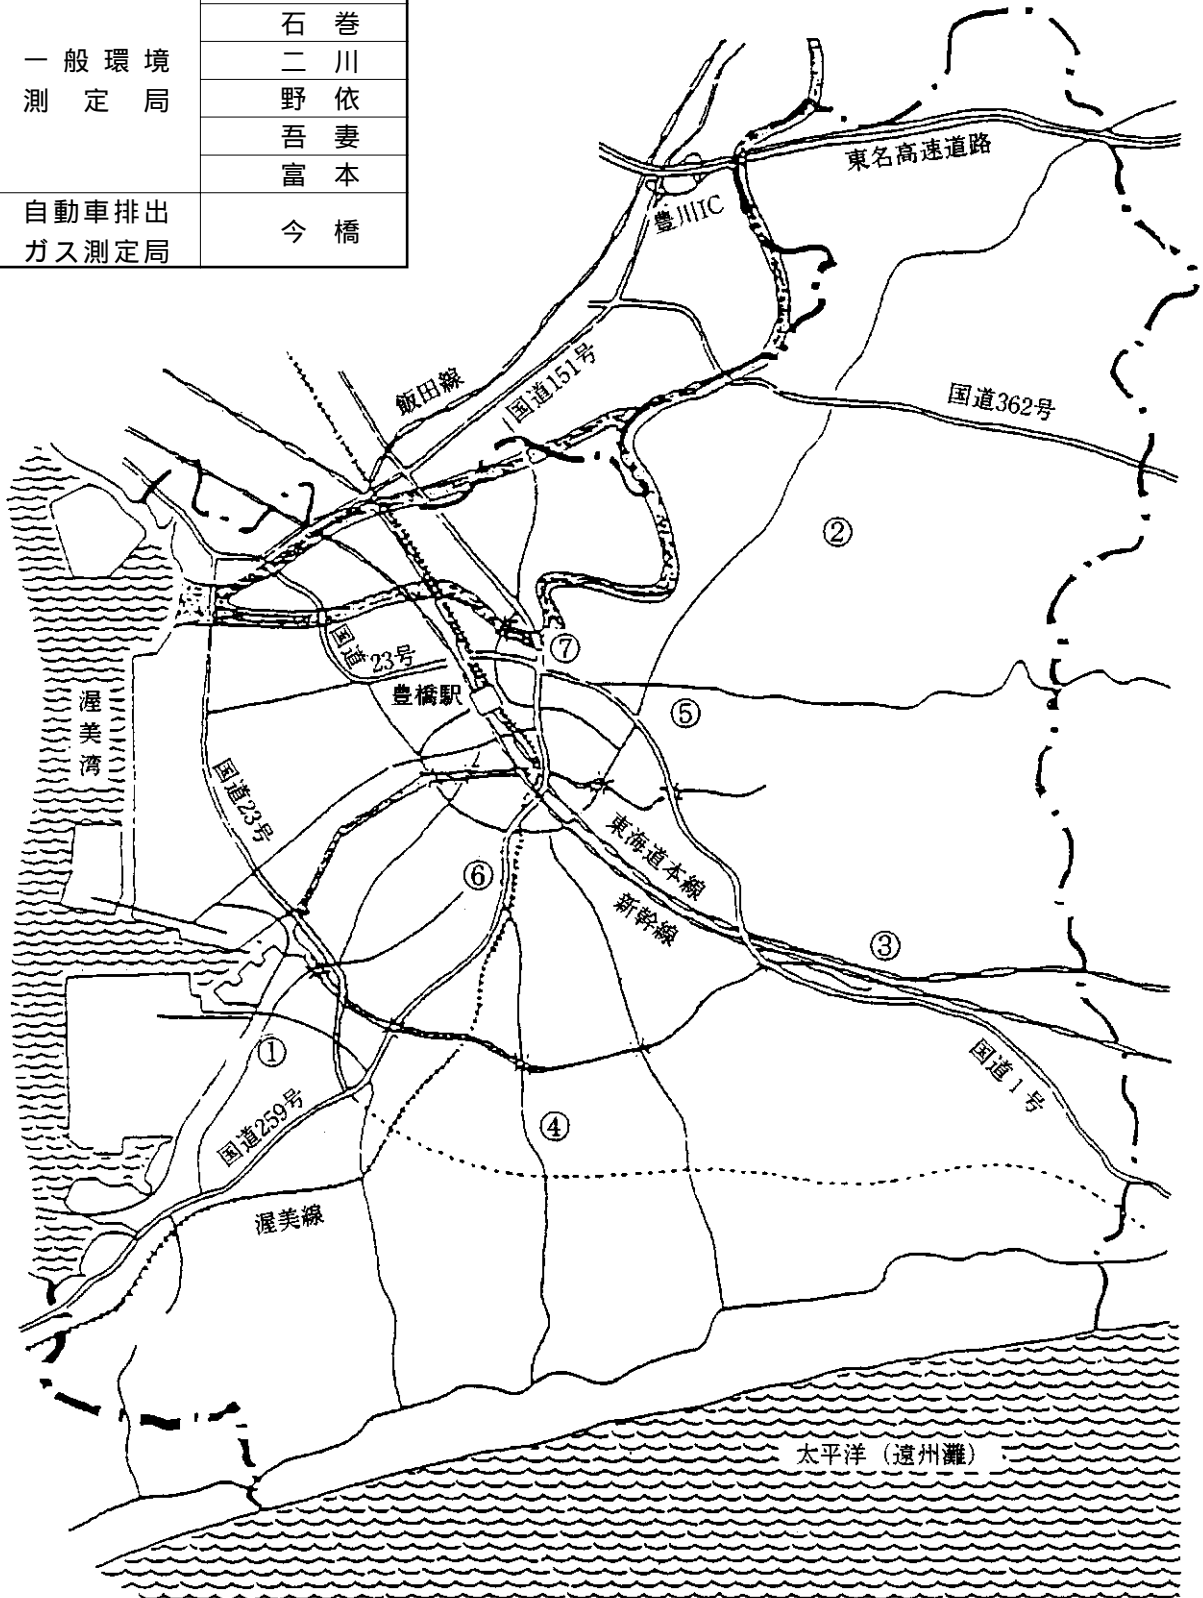 石巻
一般環境
測定局
二川
野依
吾妻
富本
自動車排出
ガス測定局
今橋
東名高速道路
豊川IC
飯田線
国道151号
国道362号
②
国道23号
⑦
豊橋駅
⑤
渥美湾
国道23号
東海道本線
⑥
新幹線
③
①
国道1号
国道259号
④
渥美線
太平洋（遠州灘）